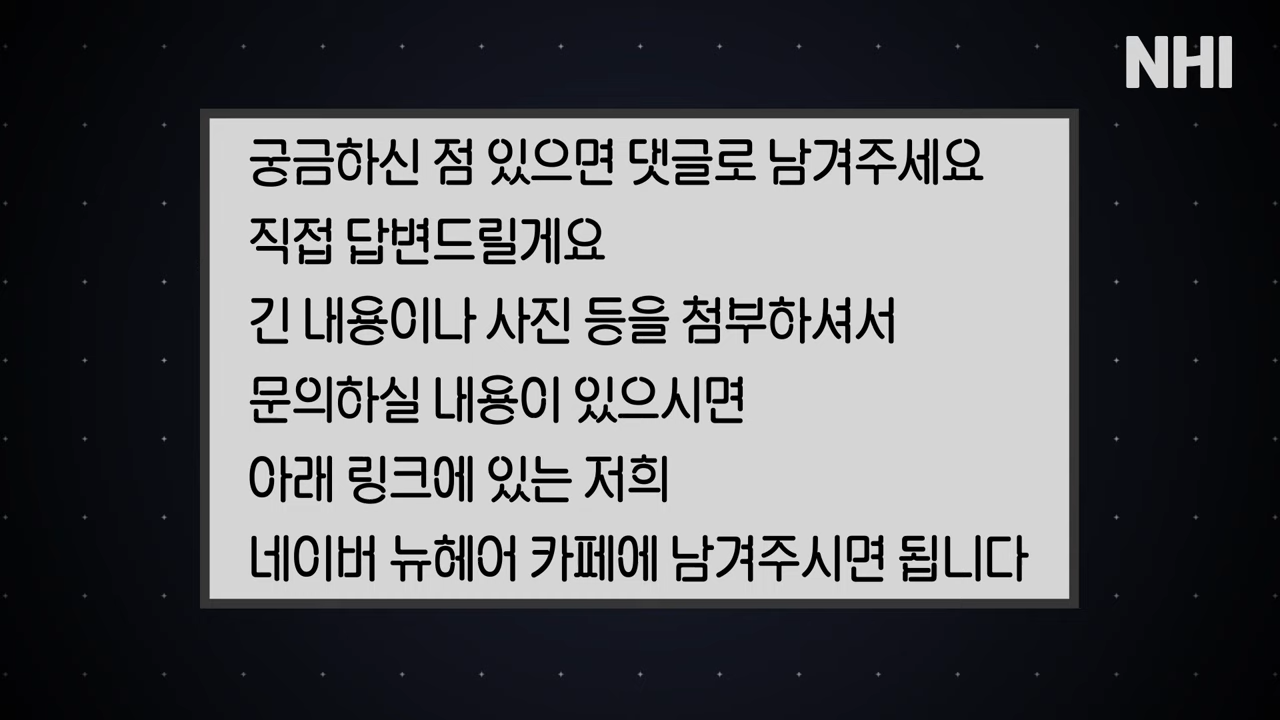 NHI
궁금하신 점 있으면 댓글로 남겨주세요
직접 답변드릴게요
긴 내용이나 사진 등을 첨부하셔서
문의하실 내용이 있으시면
아래 링크에 있는 저희
네이버 뉴헤어 카페에 남겨주시면 됩니다